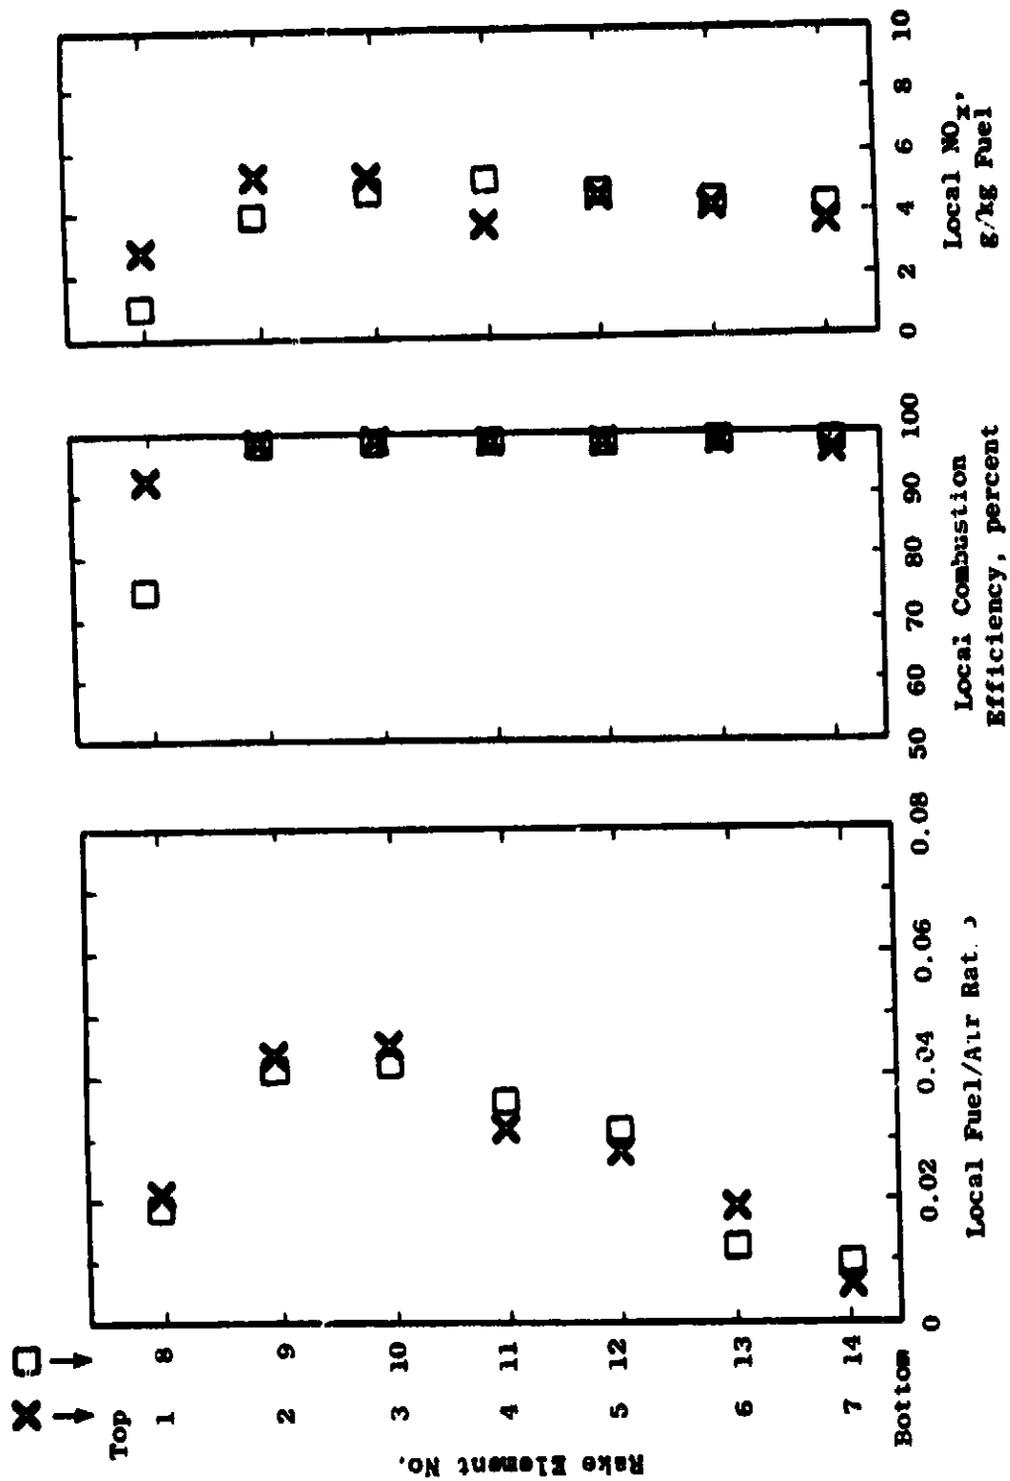 X → Top 1 2 3 4 5 6 7 Bottom
□ → 8 9 10 11 12 13 14
Rake Element No.
0 0.02 0.04 0.06 0.08
Local Fuel/Air
50 60 70 80 90 100
Local Combustion
Efficiency, percent
0 2 4 6 8 10
Local NOx,
g/kg Fuel